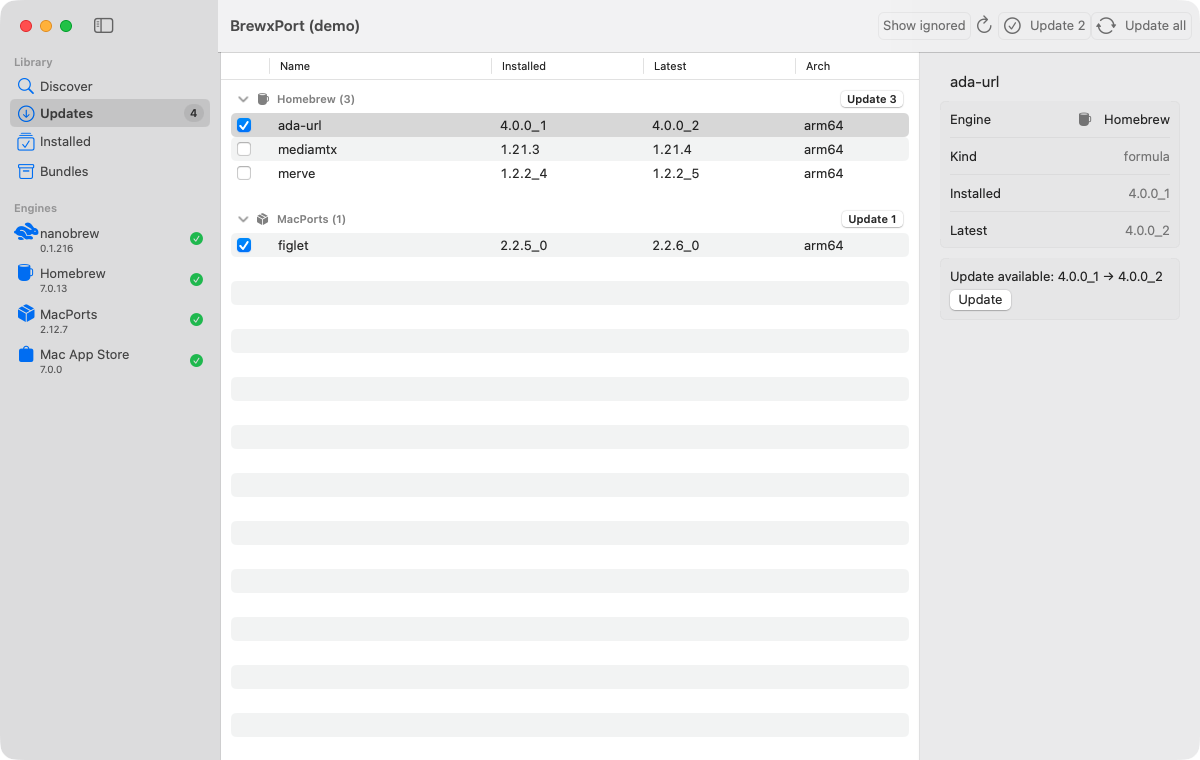 BrewxPort (demo)
Show ignored
Update 2
Update all
Library
Discover
Updates 4
Installed
Bundles
Engines
nanobrew
0.1.216
Homebrew
7.0.13
MacPorts
2.12.7
Mac App Store
7.0.0
Name Installed Latest Arch
Homebrew (3) Update 3
ada-url 4.0.0_1 4.0.0_2 arm64
mediamtx 1.21.3 1.21.4 arm64
merve 1.2.2_4 1.2.2_5 arm64
MacPorts (1) Update 1
figlet 2.2.5_0 2.2.6_0 arm64
ada-url
Engine Homebrew
Kind formula
Installed 4.0.0_1
Latest 4.0.0_2
Update available: 4.0.0_1 → 4.0.0_2
Update